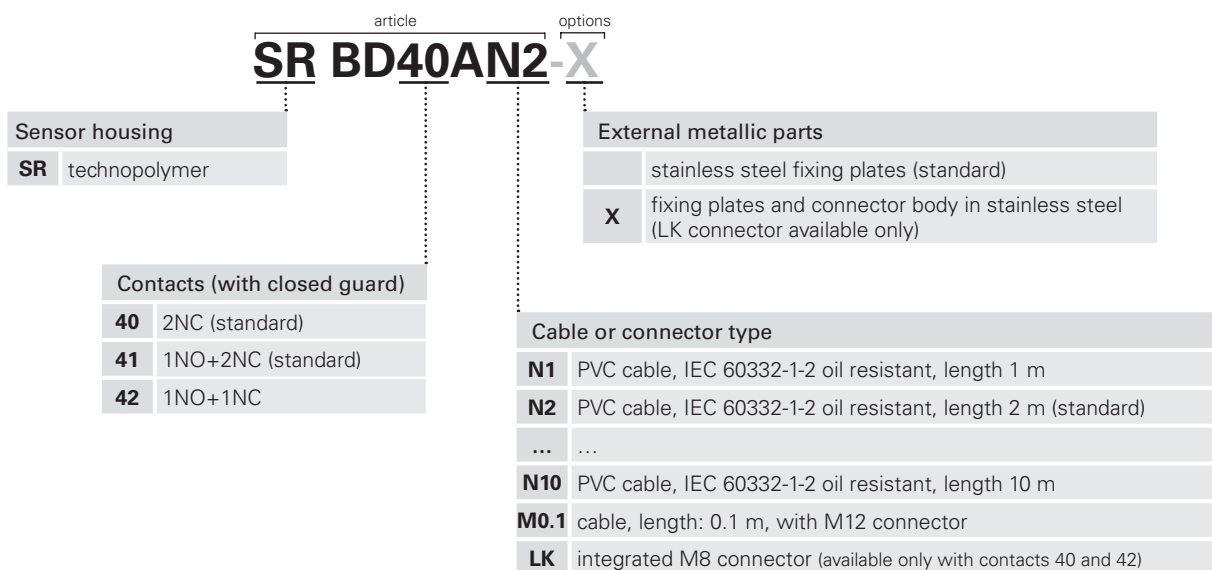 article options
SR BD40AN2-X
Sensor housing
SR technopolymer
External metallic parts
stainless steel fixing plates (standard)
X fixing plates and connector body in stainless steel
(LK connector available only)
Contacts (with closed guard)
40 2NC (standard)
41 1NO+2NC (standard)
42 1NO+1NC
Cable or connector type
N1 PVC cable, IEC 60332-1-2 oil resistant, length 1 m
N2 PVC cable, IEC 60332-1-2 oil resistant, length 2 m (standard)
... ...
N10 PVC cable, IEC 60332-1-2 oil resistant, length 10 m
M0.1 cable, length: 0.1 m, with M12 connector
LK integrated M8 connector (available only with contacts 40 and 42)